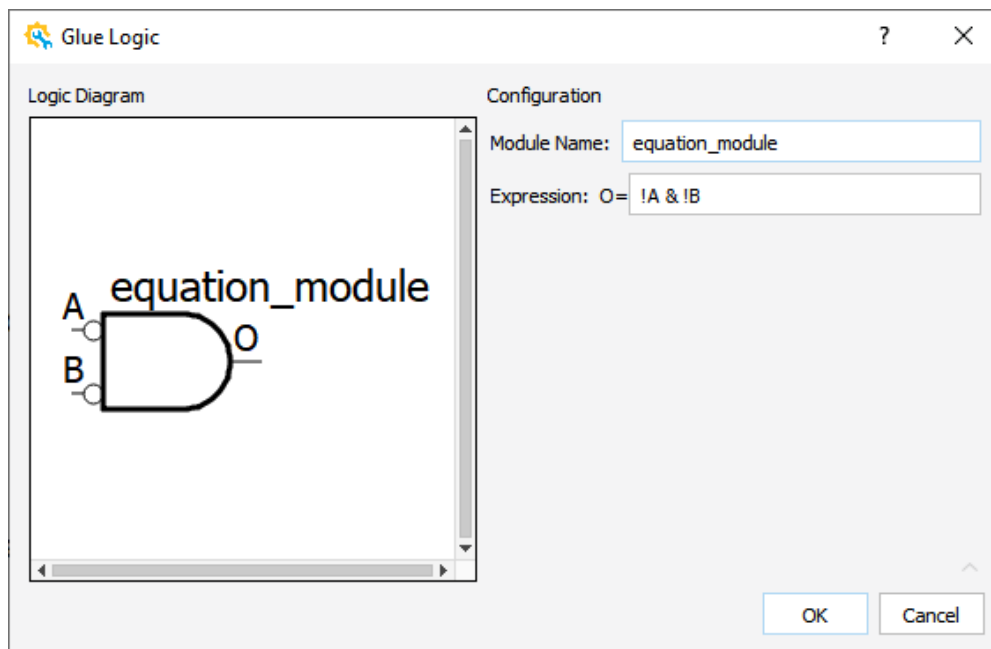 Glue Logic
?
Logic Diagram
Configuration
Module Name: equation_module
Expression: O= !A & !B
equation_module
A
O
B
OK
Cancel